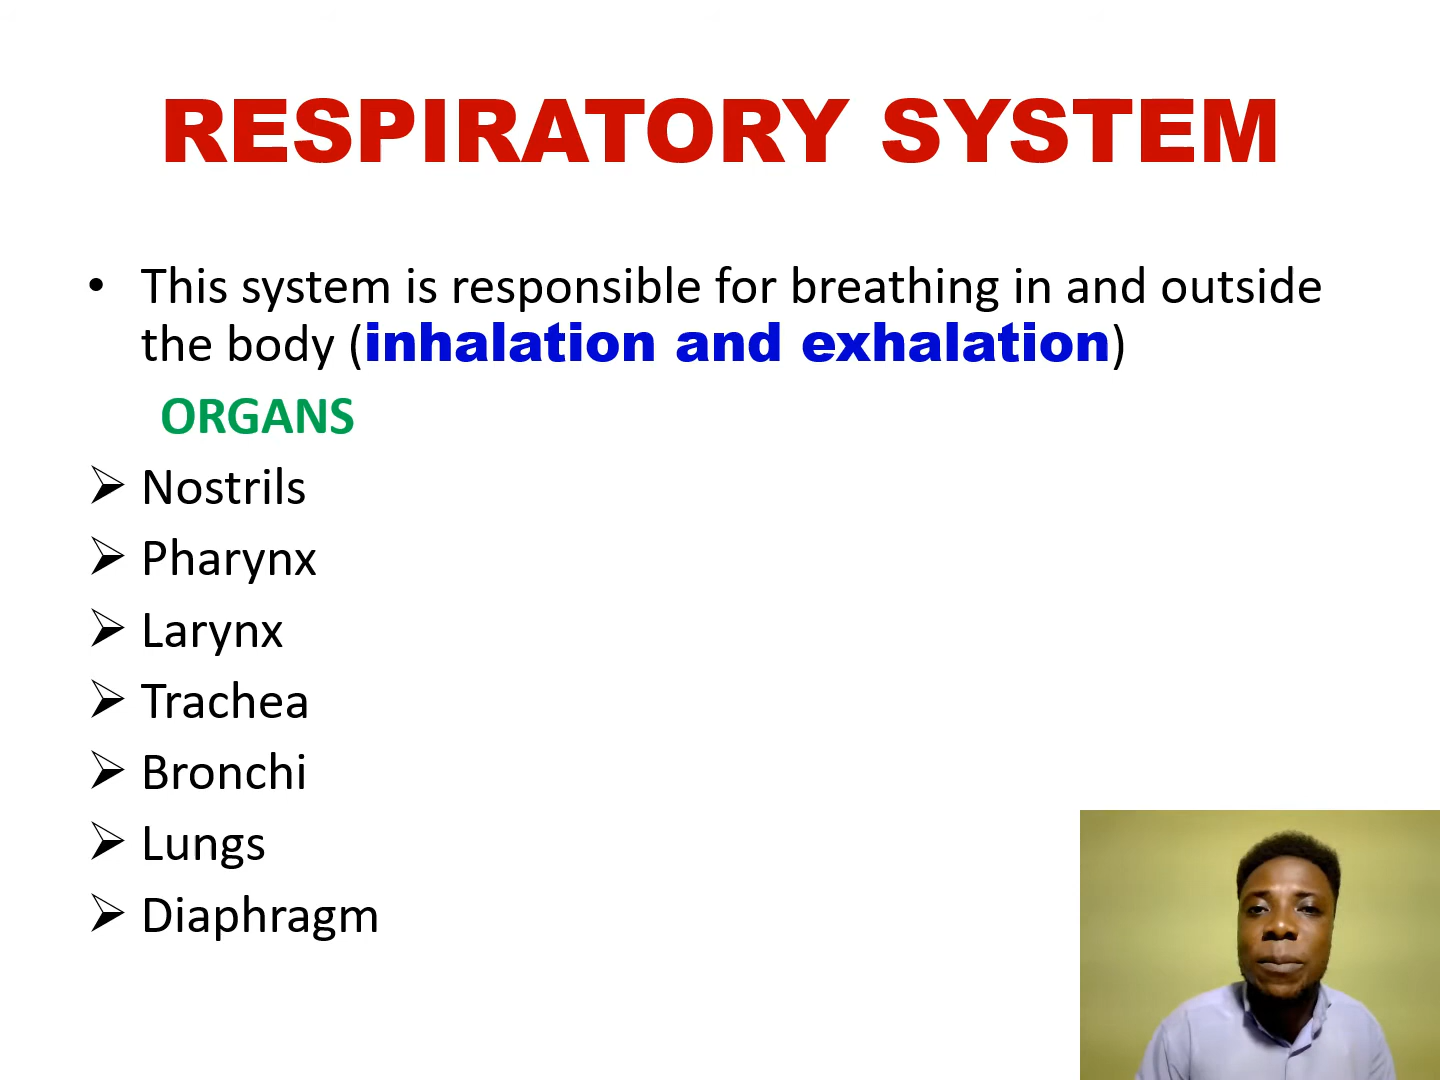 RESPIRATORY SYSTEM
• This system is responsible for breathing in and outside
the body (inhalation and exhalation)
ORGANS
➢ Nostrils
➢ Pharynx
➢ Larynx
➢ Trachea
➢ Bronchi
➢ Lungs
➢ Diaphragm